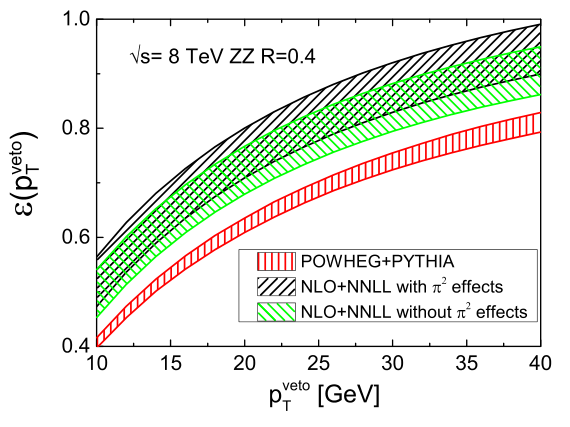 1.0
0.8
0.6
0.4
ε(p_T^veto)
√s= 8 TeV ZZ R=0.4
POWHEG+PYTHIA
NLO+NNLL with π² effects
NLO+NNLL without π² effects
10 15 20 25 30 35 40
p_T^veto [GeV]